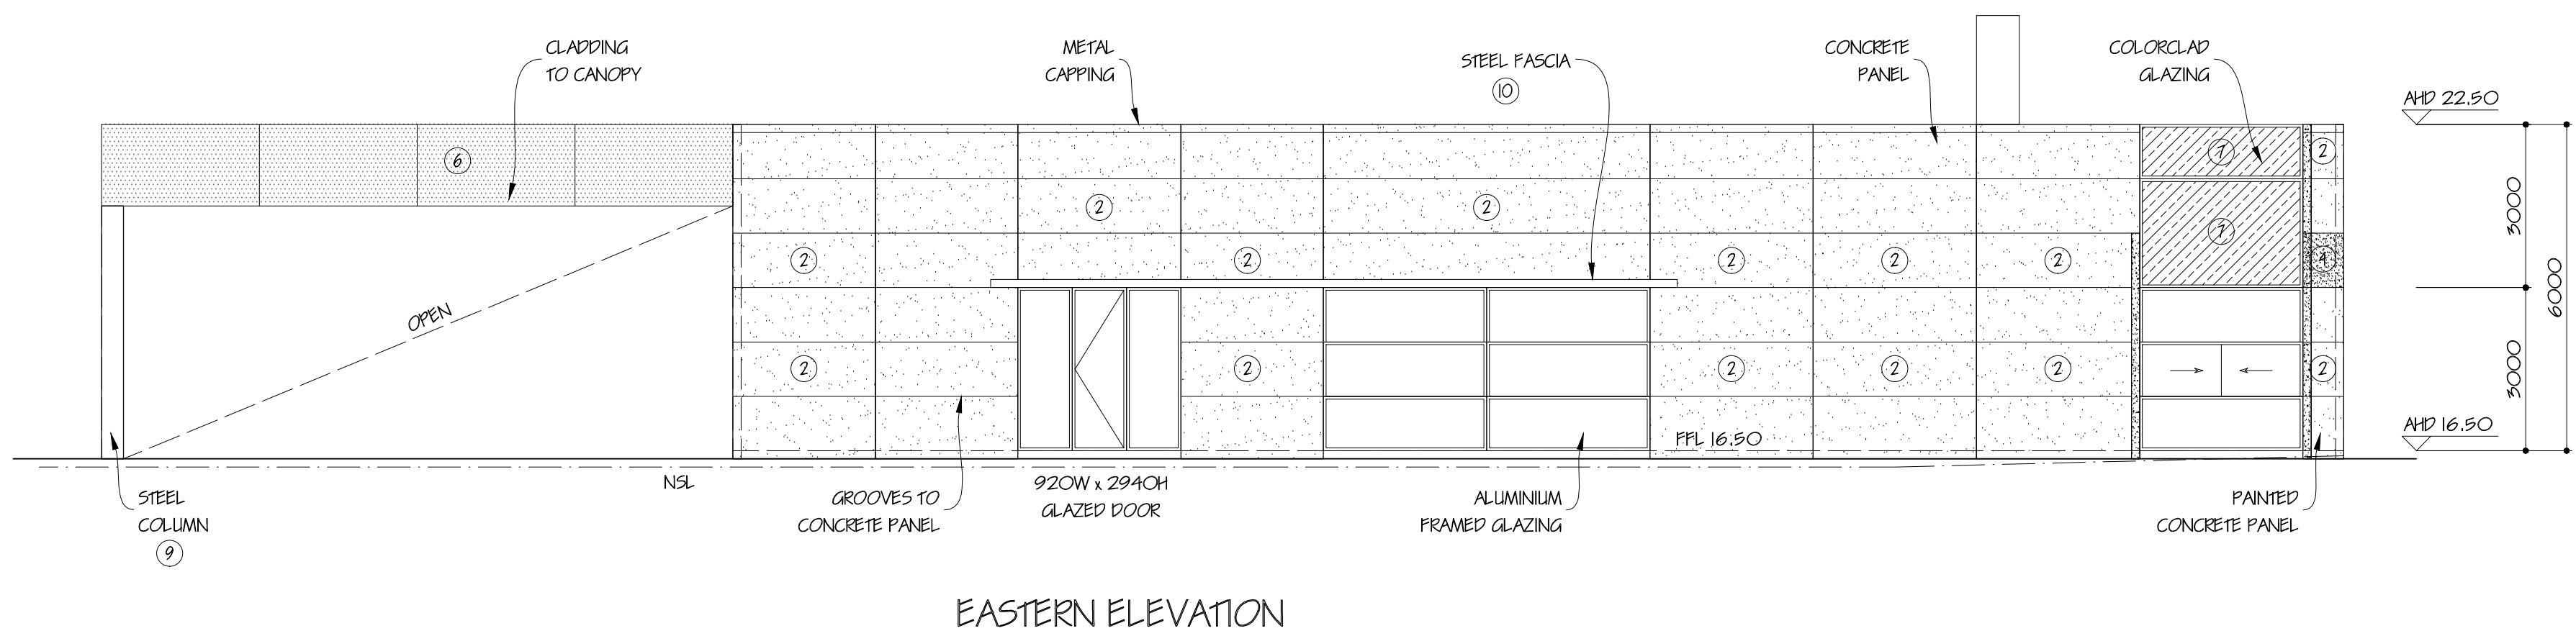 CLADDING
TO CANOPY
METAL
CAPPING
STEEL FASCIA
10
CONCRETE
PANEL
COLORCLAD
GLAZING
AHD 22.50
6
7
2
2
2
7
3000
2
2
2
2
2
4
6000
OPEN
2
2
2
2
2
2
3000
FFL 16.50
AHD 16.50
NSL
920W x 2940H
GLAZED DOOR
STEEL
COLUMN
9
GROOVES TO
CONCRETE PANEL
ALUMINIUM
FRAMED GLAZING
PAINTED
CONCRETE PANEL
EASTERN ELEVATION